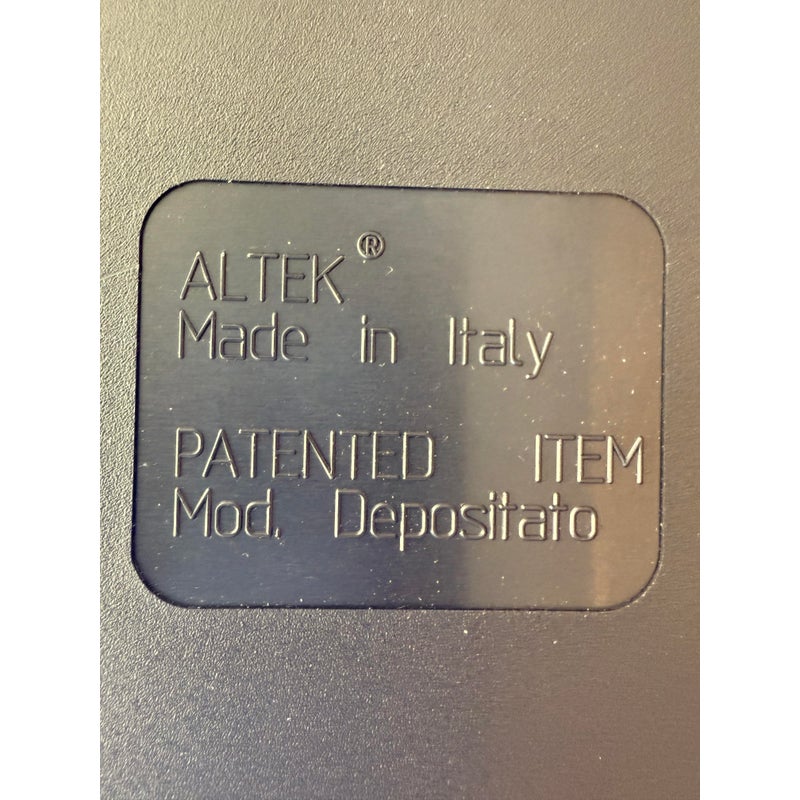 ALTEK®
Made in Italy
PATENTED ITEM
Mod. Depositato